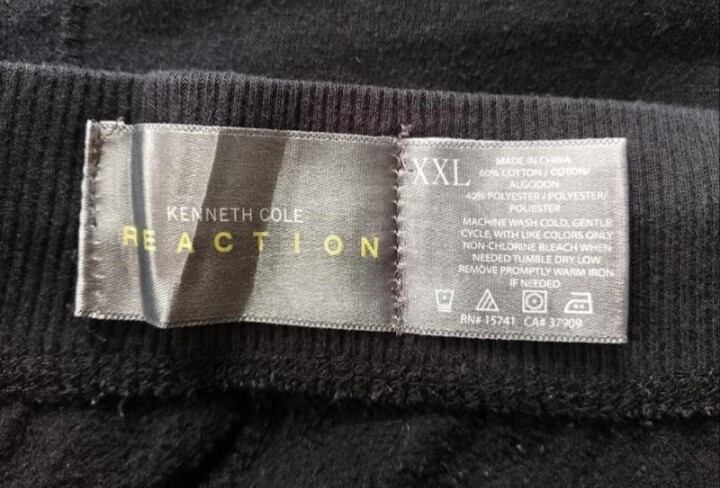 KENNETH COLE
REACTION
XXL
MADE IN CHINA
60% COTTON / COTON/
ALGODON
40% POLYESTER / POLYESTER/
POLIESTER
MACHINE WASH COLD, GENTLE
CYCLE, WITH LIKE COLORS ONLY
NON-CHLORINE BLEACH WHEN
NEEDED TUMBLE DRY LOW
REMOVE PROMPTLY WARM IRON
IF NEEDED
RN# 15741 CA# 37909